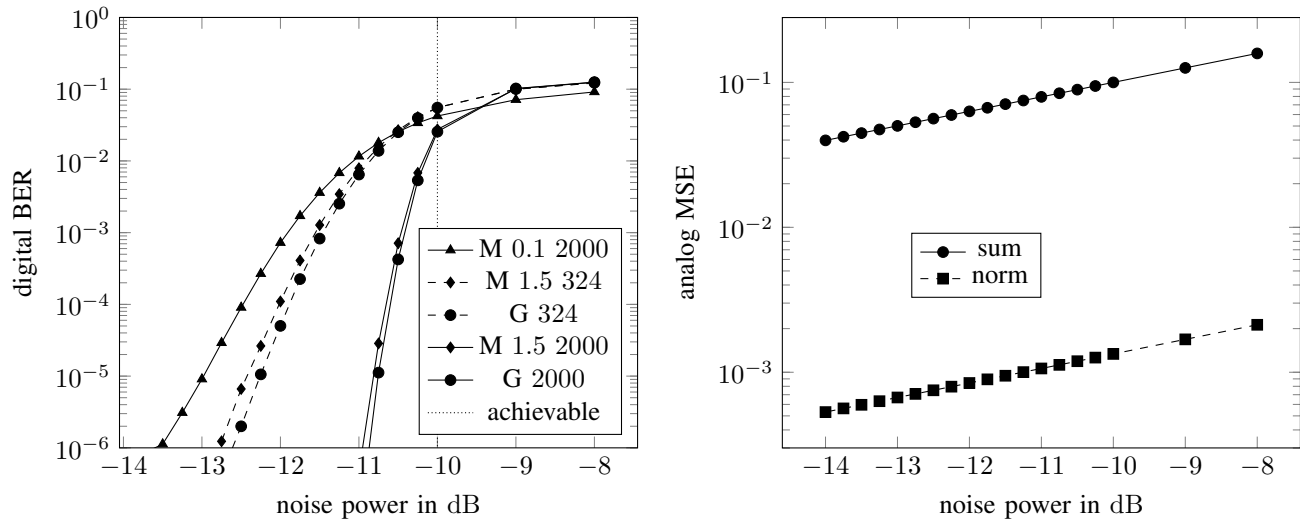 10^0
10^−1
10^−2
10^−3
10^−4
10^−5
10^−6
digital BER
−14 −13 −12 −11 −10 −9 −8
noise power in dB
M 0.1 2000
M 1.5 324
G 324
M 1.5 2000
G 2000
achievable
10^−1
10^−2
10^−3
analog MSE
−14 −13 −12 −11 −10 −9 −8
noise power in dB
sum
norm